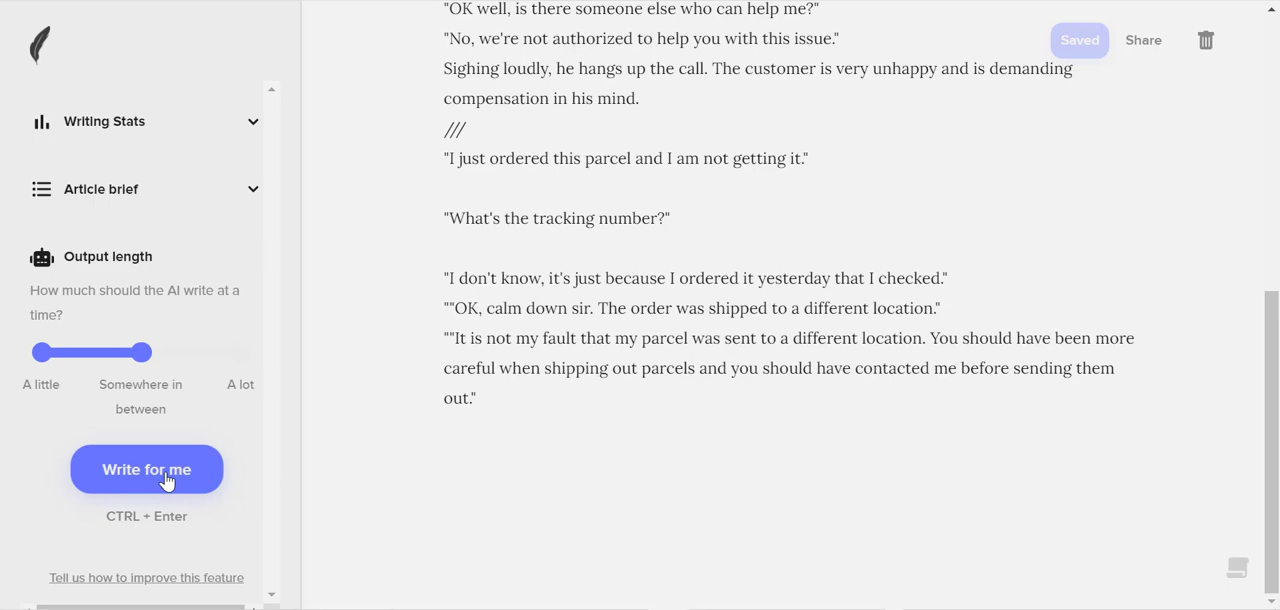 Writing Stats
Article brief
Output length
How much should the AI write at a
time?
A little
Somewhere in
between
A lot
Write for me
CTRL + Enter
Tell us how to improve this feature
Saved
Share
"OK well, is there someone else who can help me?"
"No, we're not authorized to help you with this issue."
Sighing loudly, he hangs up the call. The customer is very unhappy and is demanding
compensation in his mind.
///
"I just ordered this parcel and I am not getting it."
"What's the tracking number?"
"I don't know, it's just because I ordered it yesterday that I checked."
""OK, calm down sir. The order was shipped to a different location."
""It is not my fault that my parcel was sent to a different location. You should have been more
careful when shipping out parcels and you should have contacted me before sending them
out."